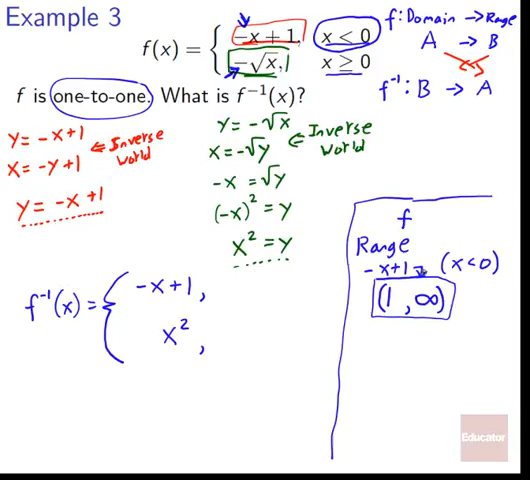 Example 3
f(x) = { -x + 1, x < 0
-√x, x ≥ 0
f: Domain → Range
A → B
f⁻¹: B → A
f is one-to-one. What is f⁻¹(x)?
y = -x+1
x = -y+1 ⇐ Inverse World
y = -x+1
y = -√x
x = -√y ⇐ Inverse World
-x = √y
(-x)² = y
x² = y
f⁻¹(x) = { -x+1,
x²,
f
Range
-x+1 → (x<0)
(1, ∞)
Educator